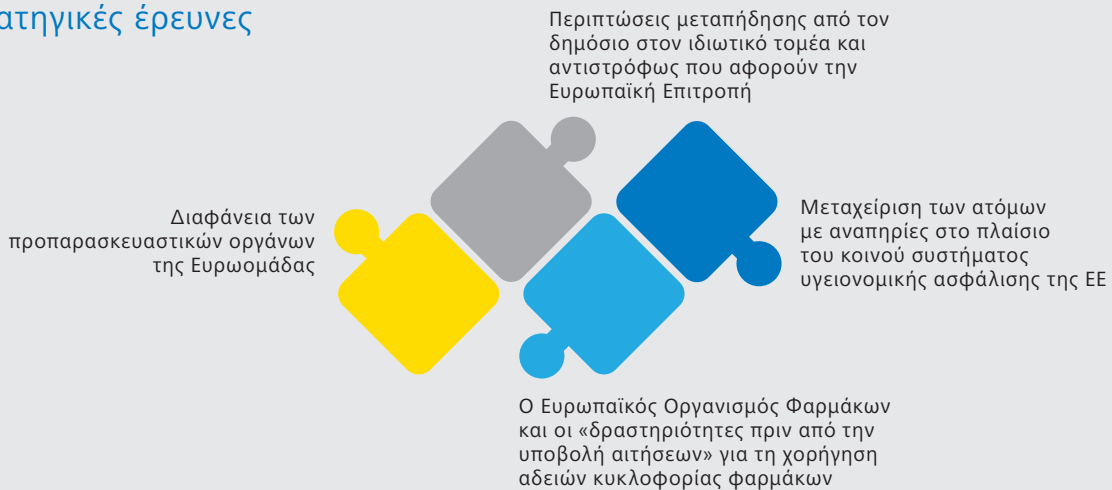 ατηγικές έρευνες
Περιπτώσεις μεταπήδησης από τον
δημόσιο στον ιδιωτικό τομέα και
αντιστρόφως που αφορούν την
Ευρωπαϊκή Επιτροπή
Διαφάνεια των
προπαρασκευαστικών οργάνων
της Ευρωομάδας
Μεταχείριση των ατόμων
με αναπηρίες στο πλαίσιο
του κοινού συστήματος
υγειονομικής ασφάλισης της ΕΕ
Ο Ευρωπαϊκός Οργανισμός Φαρμάκων
και οι «δραστηριότητες πριν από την
υποβολή αιτήσεων» για τη χορήγηση
αδειών κυκλοφορίας φαρμάκων